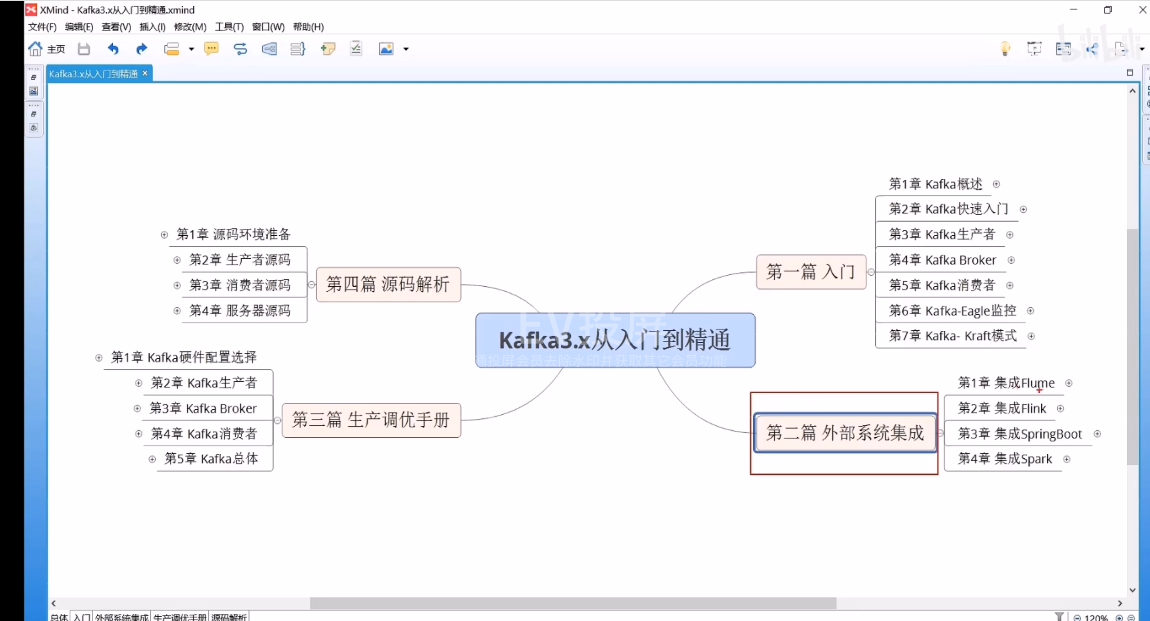 XMind - Kafka3.x从入门到精通.xmind
文件(F) 编辑(E) 查看(V) 插入(I) 修改(M) 工具(T) 窗口(W) 帮助(H)
主页
bilibili
Kafka3.x从入门到精通
第1章 Kafka概述
第2章 Kafka快速入门
第3章 Kafka生产者
第4章 Kafka Broker
第5章 Kafka消费者
第6章 Kafka-Eagle监控
第7章 Kafka- Kraft模式
第一篇 入门
第1章 源码环境准备
第2章 生产者源码
第3章 消费者源码
第4章 服务器源码
第四篇 源码解析
EV投屏
Kafka3.x从入门到精通
第1章 Kafka硬件配置选择
第2章 Kafka生产者
第3章 Kafka Broker
第4章 Kafka消费者
第5章 Kafka总体
第三篇 生产调优手册
第二篇 外部系统集成
第1章 集成Flume
第2章 集成Flink
第3章 集成SpringBoot
第4章 集成Spark
总体 入门 外部系统集成 生产调优手册 源码解析
120%